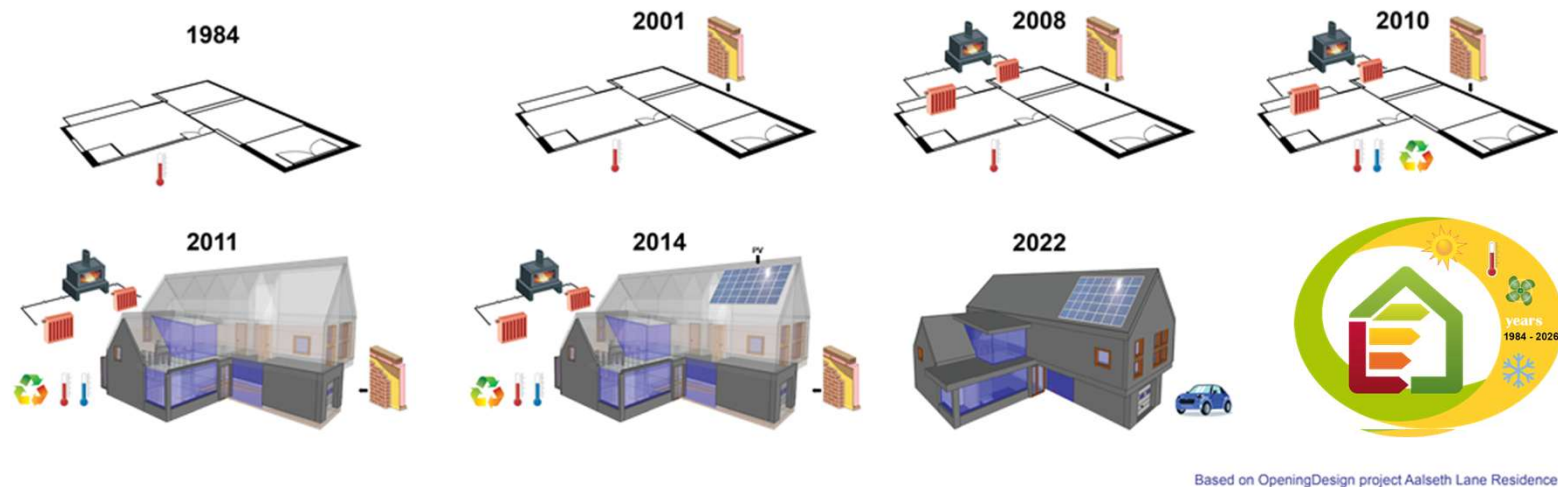 1984
2001
2008
2010
2011
2014
PV
2022
years
1984 - 2026
Based on OpeningDesign project Aalseth Lane Residence